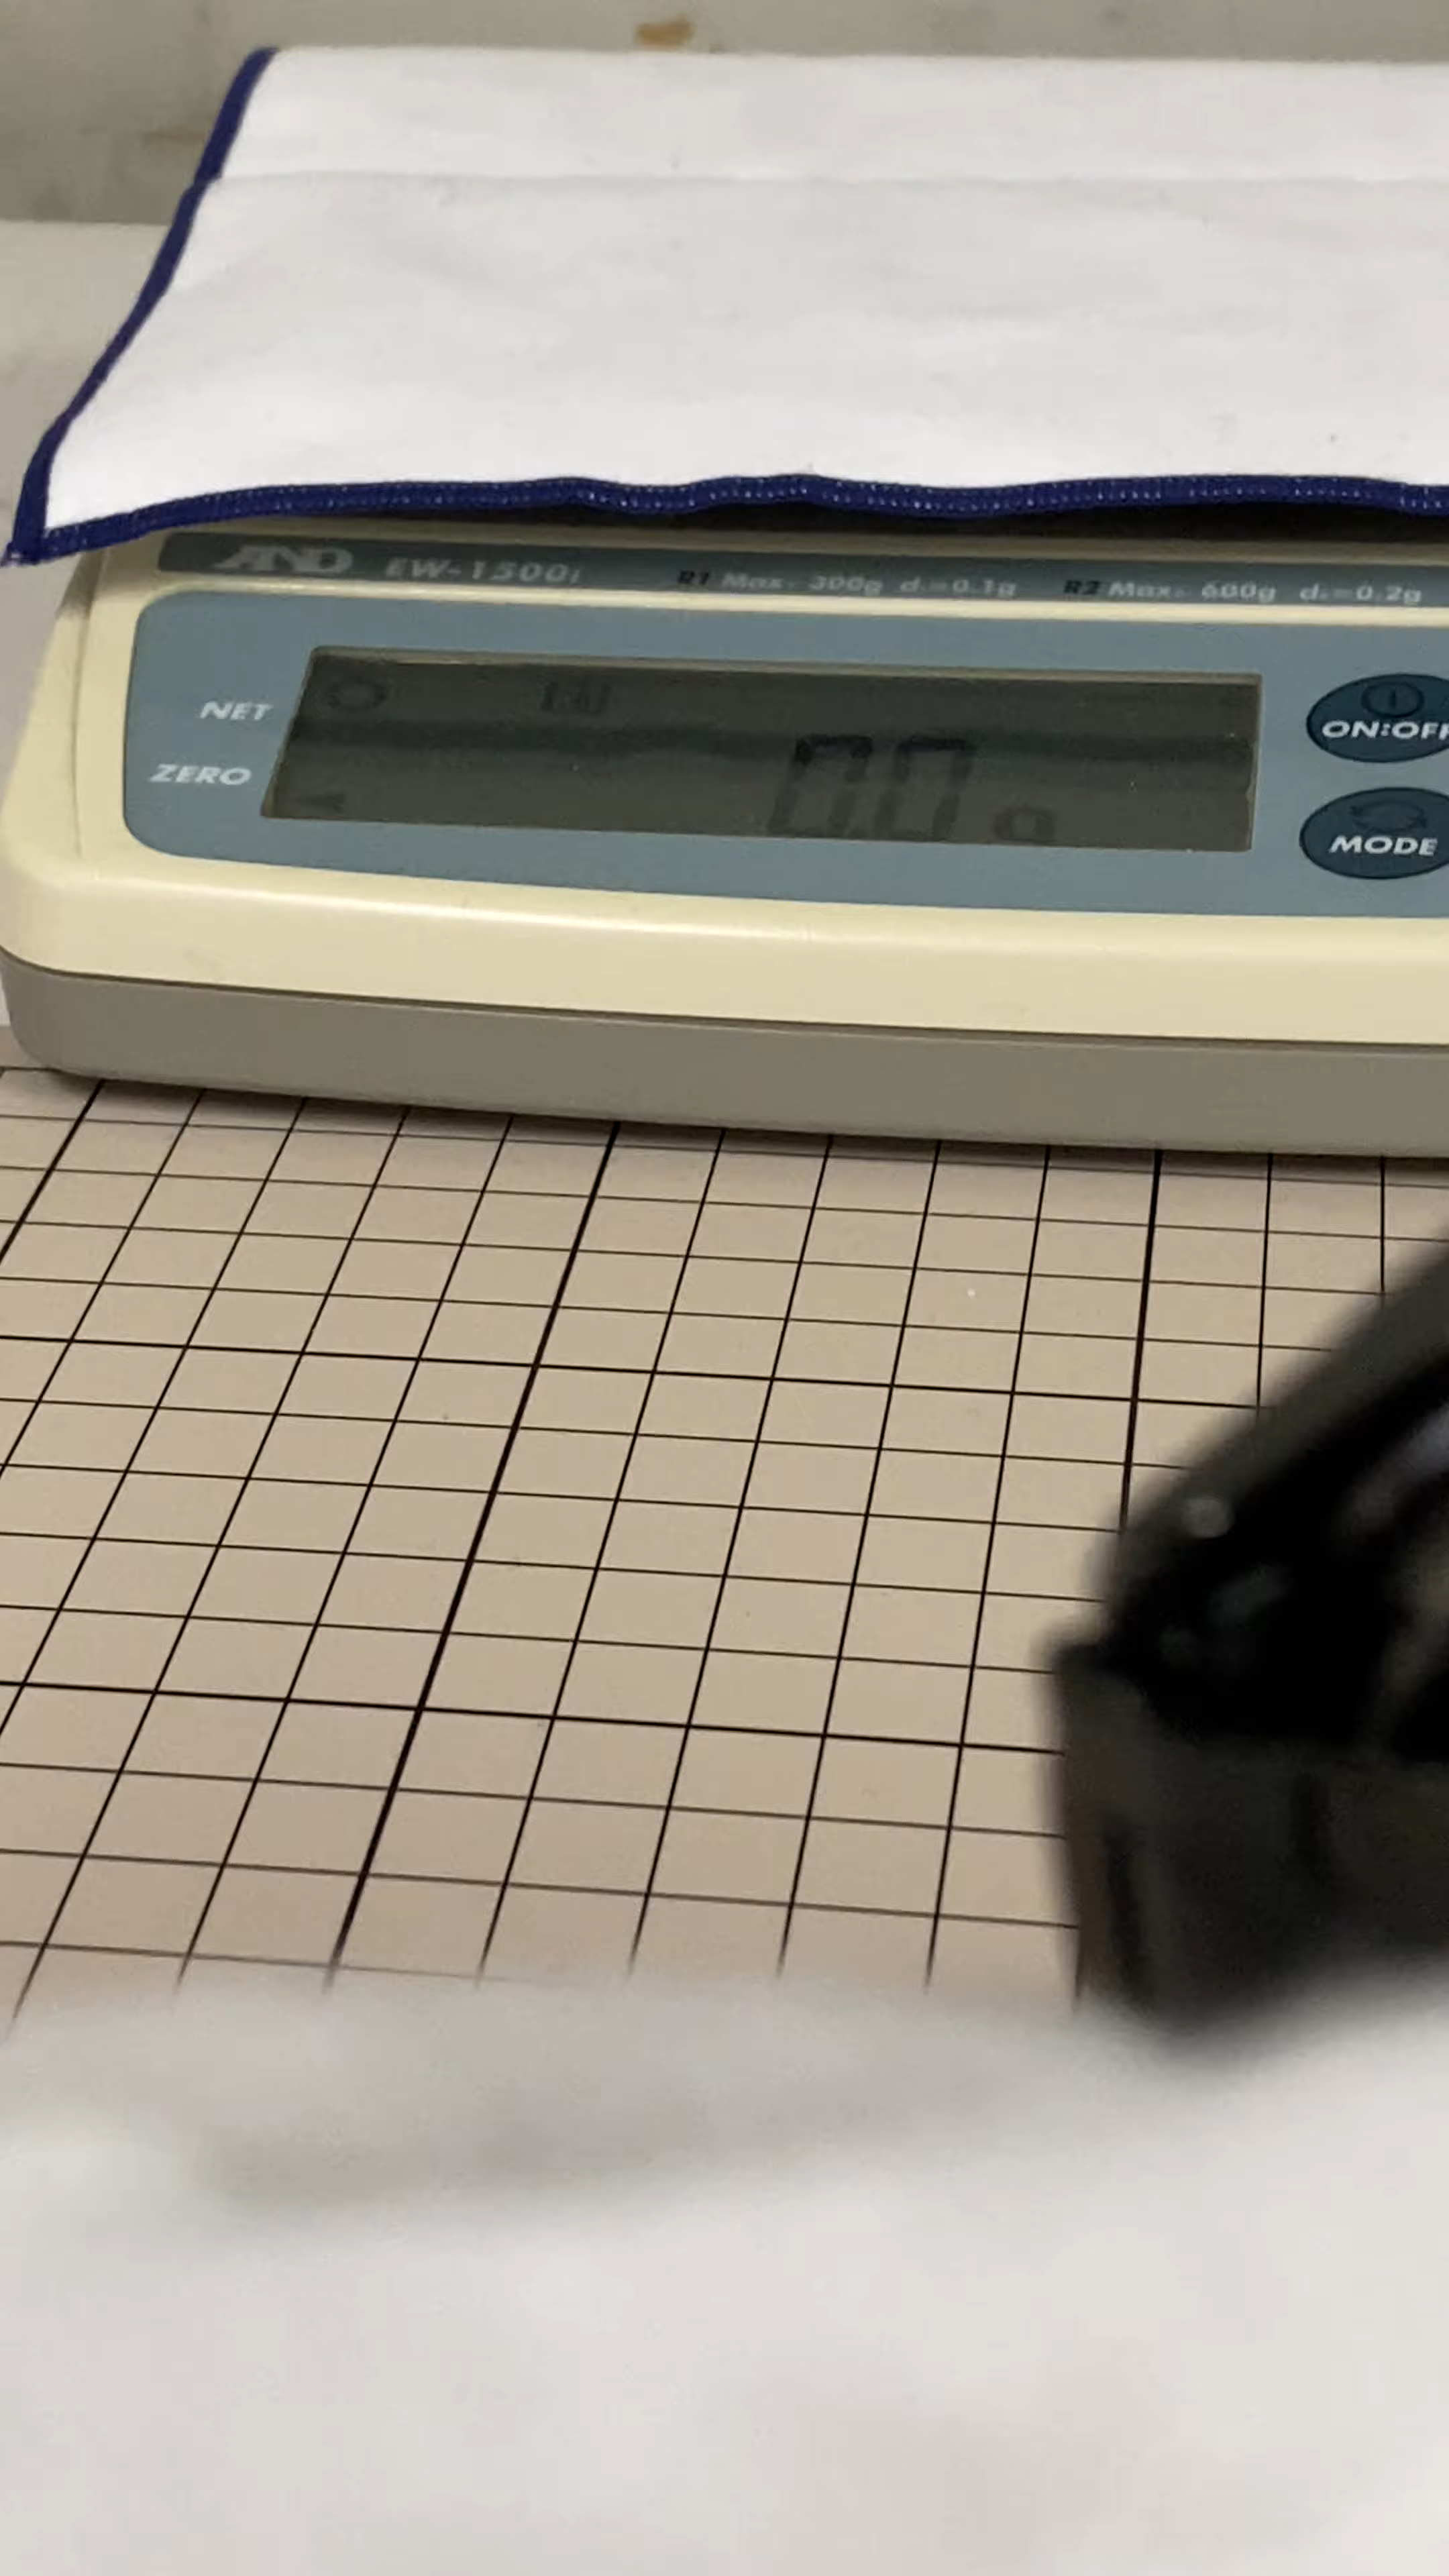 AND EW-1500i R1 Max. 300g d=0.1g R2 Max. 600g d=0.2g
NET
ZERO
0.0 g
ON:OFF
MODE